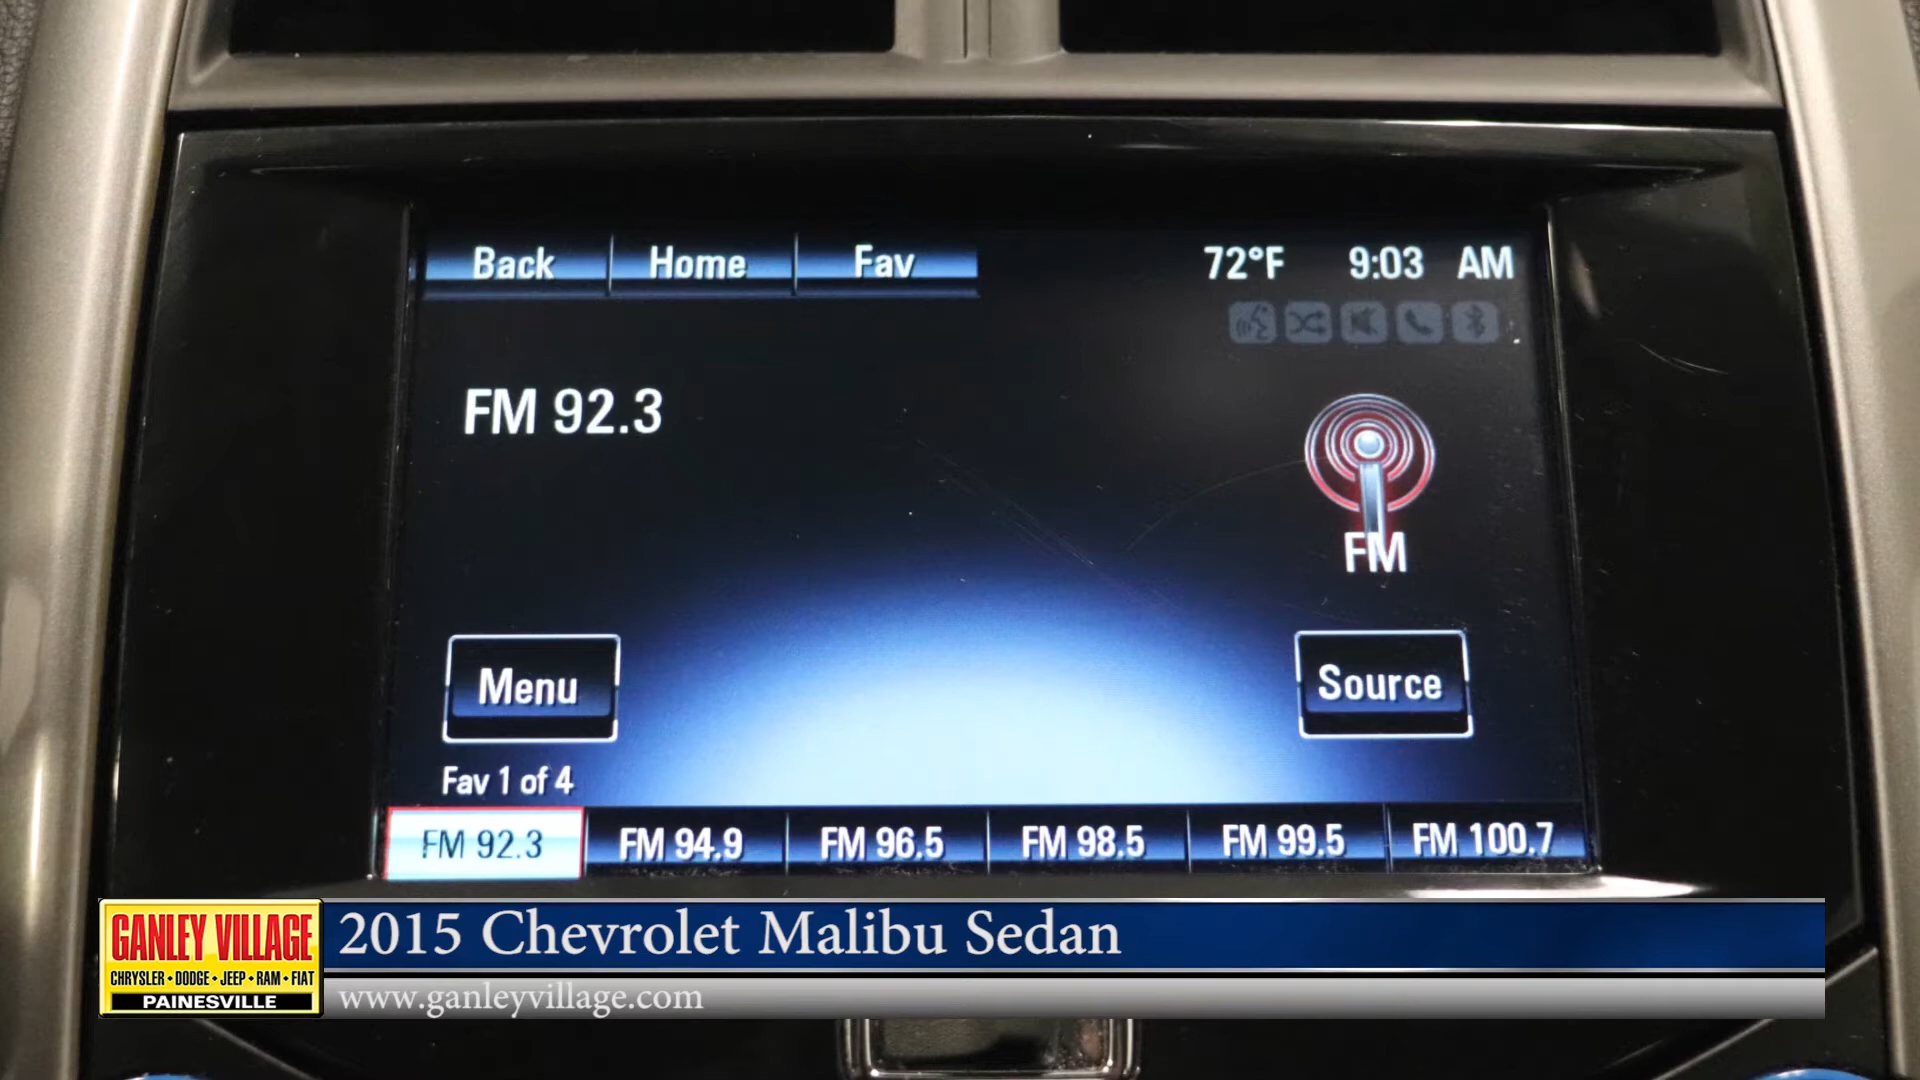 Back Home Fav 72°F 9:03 AM
FM 92.3
FM
Menu
Source
Fav 1 of 4
FM 92.3 FM 94.9 FM 96.5 FM 98.5 FM 99.5 FM 100.7
GANLEY VILLAGE
CHRYSLER • DODGE • JEEP • RAM • FIAT
PAINESVILLE
2015 Chevrolet Malibu Sedan
www.ganleyvillage.com